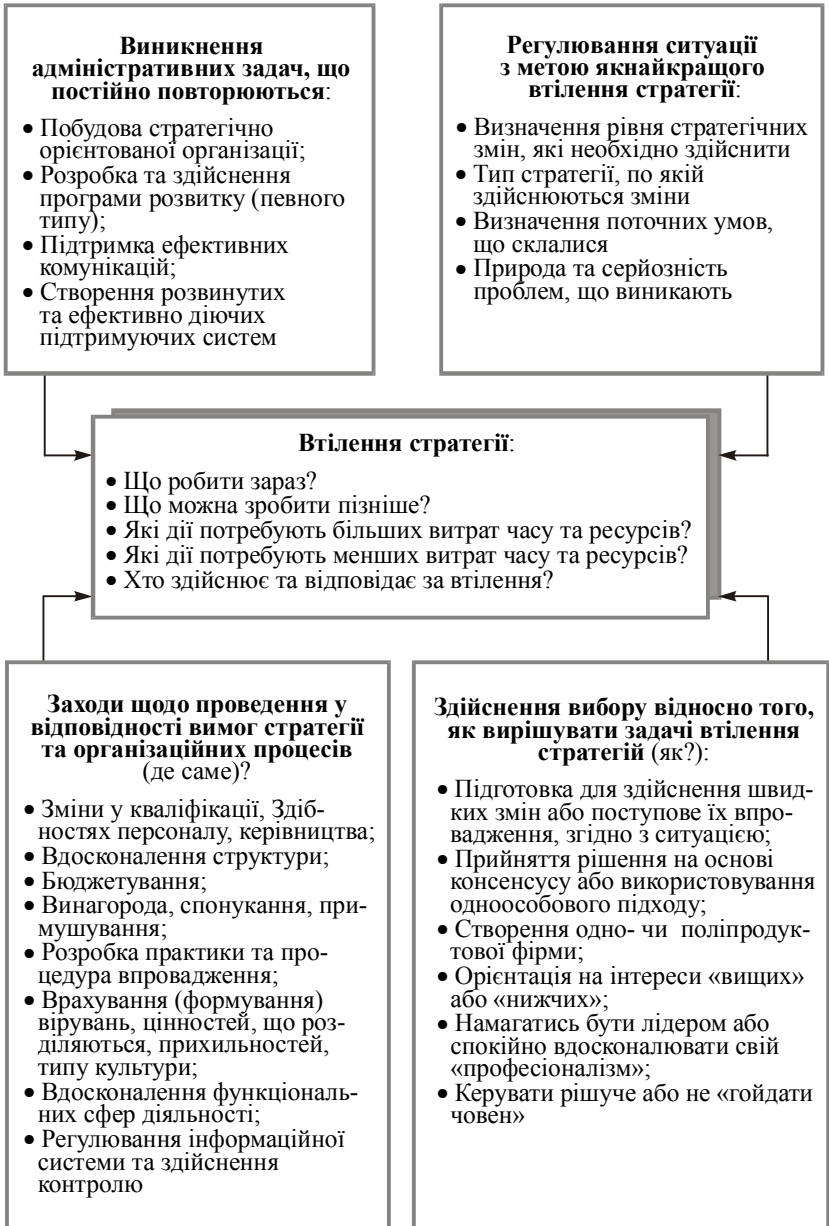 Виникнення
адміністративних задач, що
постійно повторюються:
• Побудова стратегічно
орієнтованої організації;
• Розробка та здійснення
програми розвитку (певного
типу);
• Підтримка ефективних
комунікацій;
• Створення розвинутих
та ефективно діючих
підтримуючих систем
Регулювання ситуації
з метою якнайкращого
втілення стратегії:
• Визначення рівня стратегічних
змін, які необхідно здійснити
• Тип стратегії, по якій
здійснюються зміни
• Визначення поточних умов,
що склалися
• Природа та серйозність
проблем, що виникають
Втілення стратегії:
• Що робити зараз?
• Що можна зробити пізніше?
• Які дії потребують більших витрат часу та ресурсів?
• Які дії потребують менших витрат часу та ресурсів?
• Хто здійснює та відповідає за втілення?
Заходи щодо проведення у
відповідності вимог стратегії
та організаційних процесів
(де саме)?
• Зміни у кваліфікації, Здіб-
ностях персоналу, керівництва;
• Вдосконалення структури;
• Бюджетування;
• Винагорода, спонукання, при-
мушування;
• Розробка практики та про-
цедура впровадження;
• Врахування (формування)
вірувань, цінностей, що роз-
діляються, прихильностей,
типу культури;
• Вдосконалення функціональ-
них сфер діяльності;
• Регулювання інформаційної
системи та здійснення
контролю
Здійснення вибору відносно того,
як вирішувати задачі втілення
стратегій (як?):
• Підготовка для здійснення швид-
ких змін або поступове їх впро-
вадження, згідно з ситуацією;
• Прийняття рішення на основі
консенсусу або використовування
одноособового підходу;
• Створення одно- чи поліпродук-
тової фірми;
• Орієнтація на інтереси «вищих»
або «нижчих»;
• Намагатись бути лідером або
спокійно вдосконалювати свій
«професіоналізм»;
• Керувати рішуче або не «гойдати
човен»